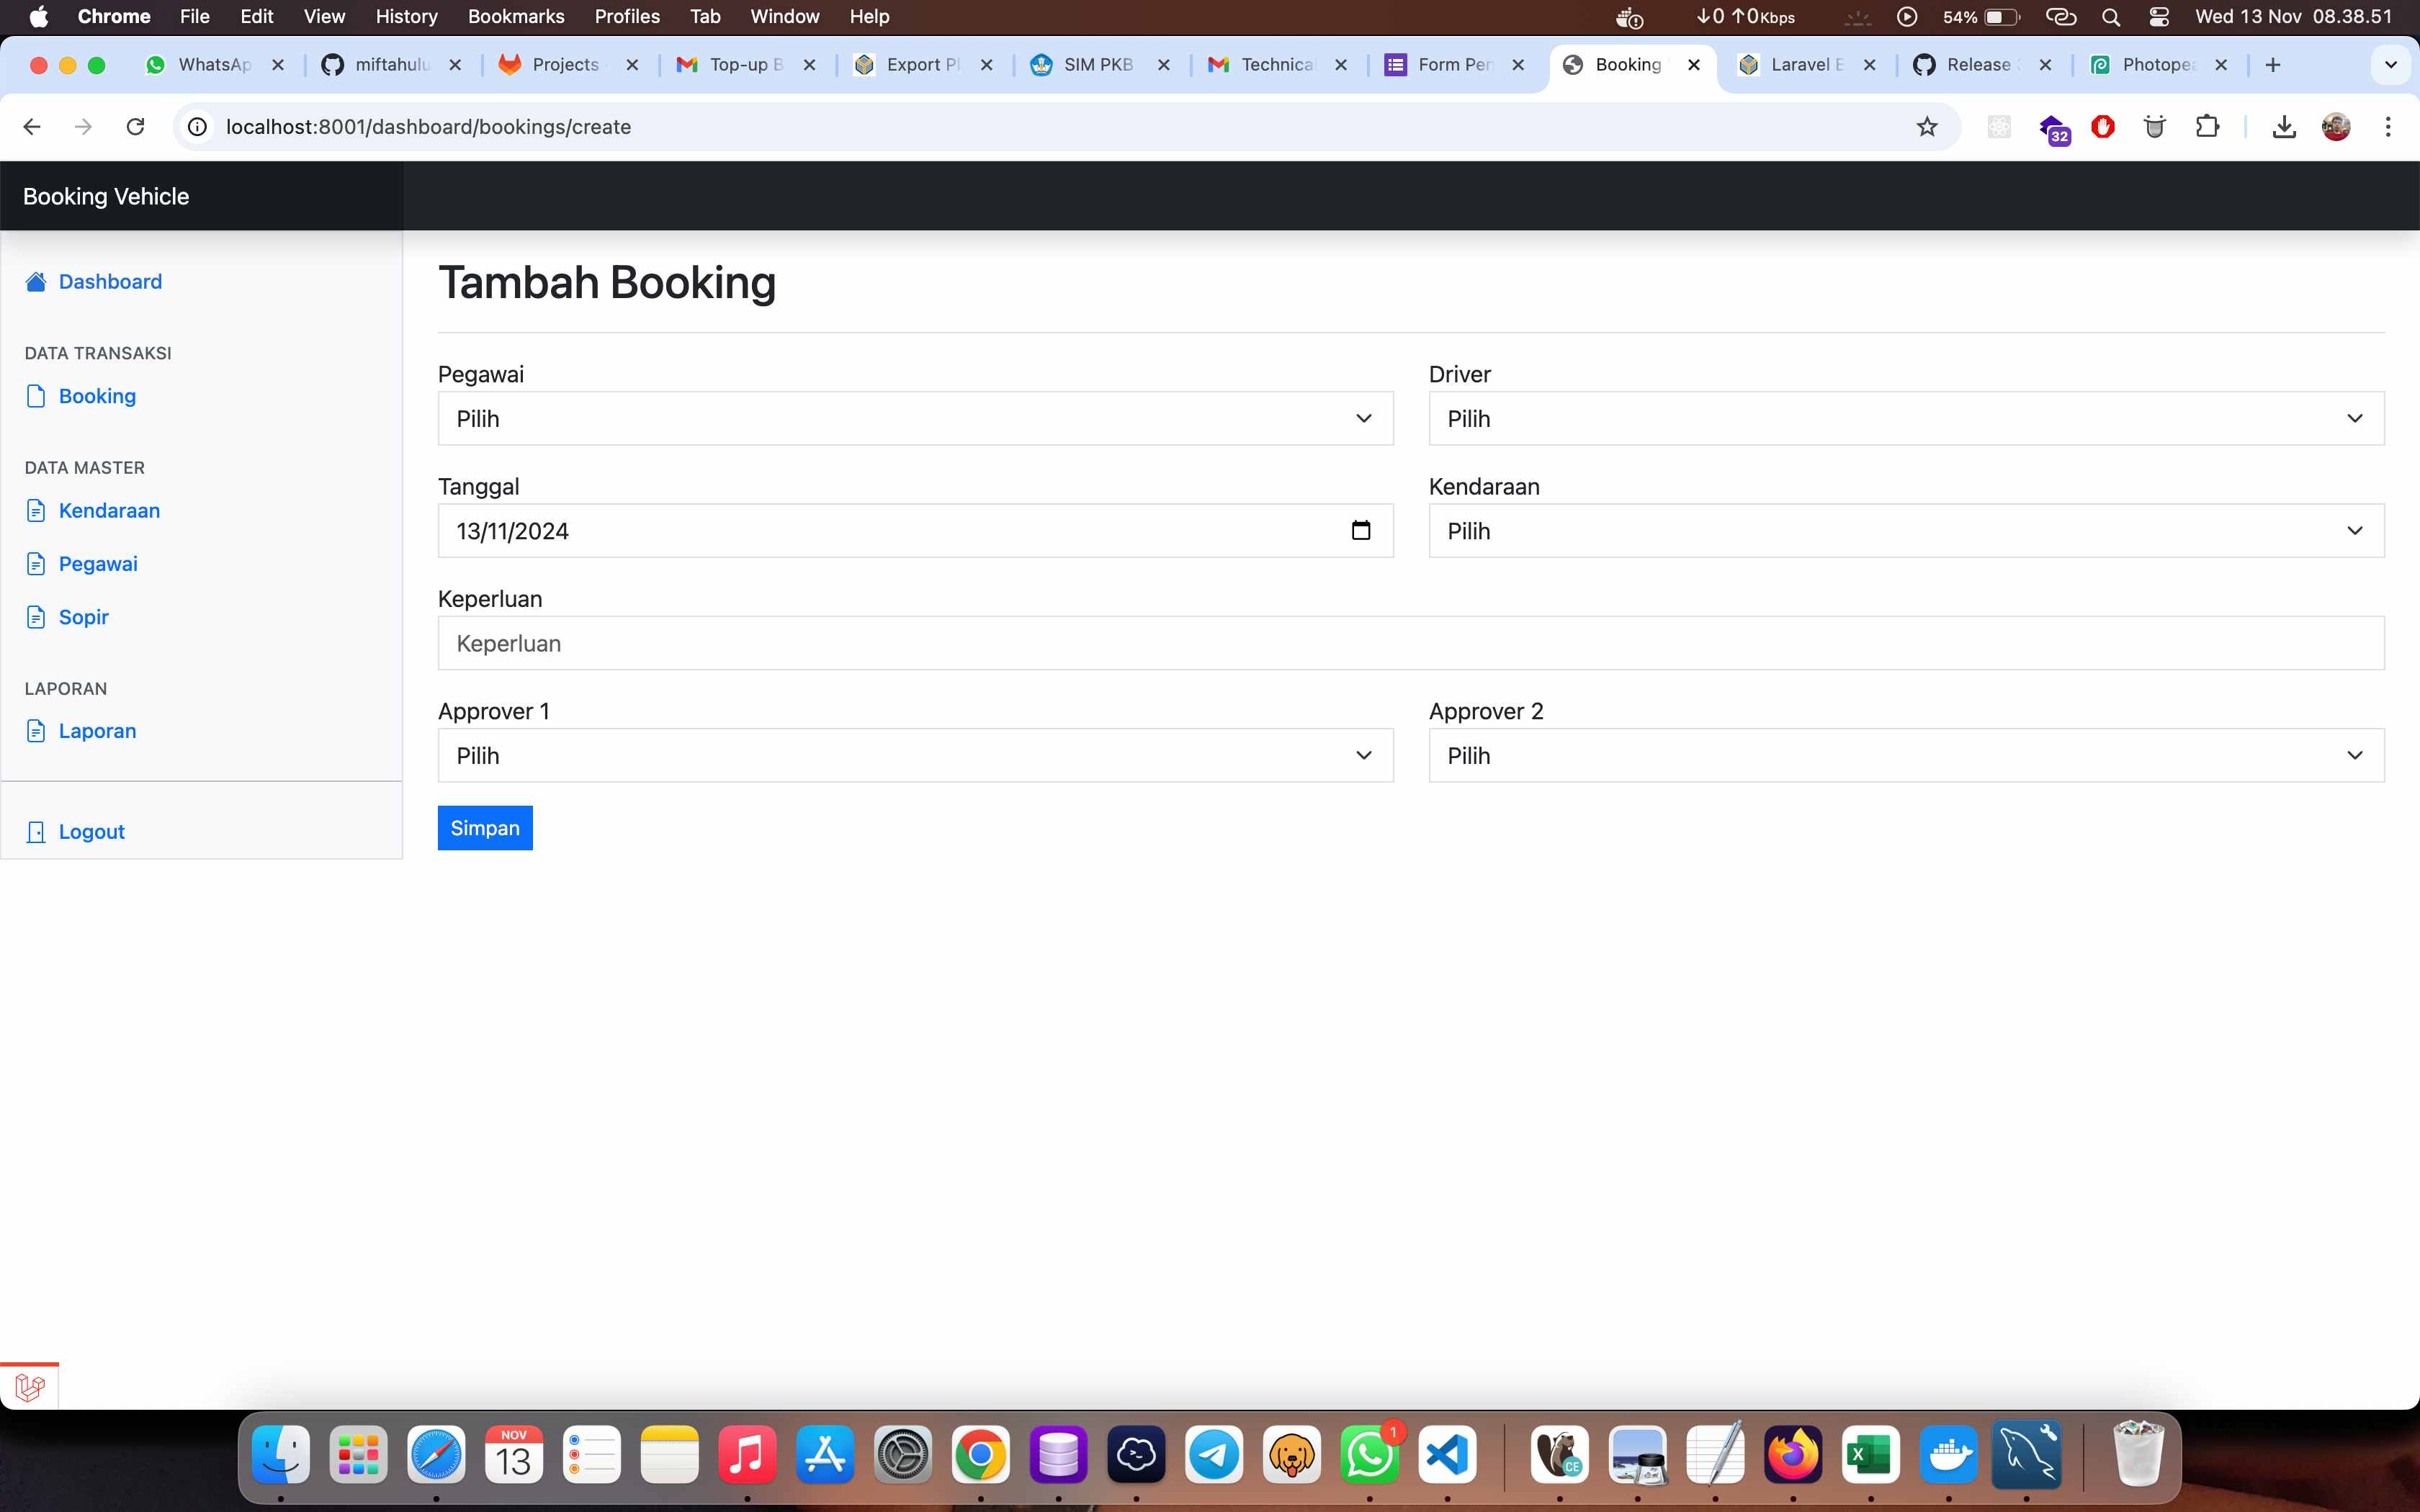 Chrome File Edit View History Bookmarks Profiles Tab Window Help ↓0 ↑0Kbps 54% Wed 13 Nov 08.38.51
WhatsAp miftahulu Projects - Top-up B Export Pl SIM PKB Technica Form Per Booking Laravel E Release Photopea
localhost:8001/dashboard/bookings/create 32
Booking Vehicle
Dashboard
DATA TRANSAKSI
Booking
DATA MASTER
Kendaraan
Pegawai
Sopir
LAPORAN
Laporan
Logout
Tambah Booking
Pegawai Driver
Pilih Pilih
Tanggal Kendaraan
13/11/2024 Pilih
Keperluan
Keperluan
Approver 1 Approver 2
Pilih Pilih
Simpan
NOV
13
1
CE